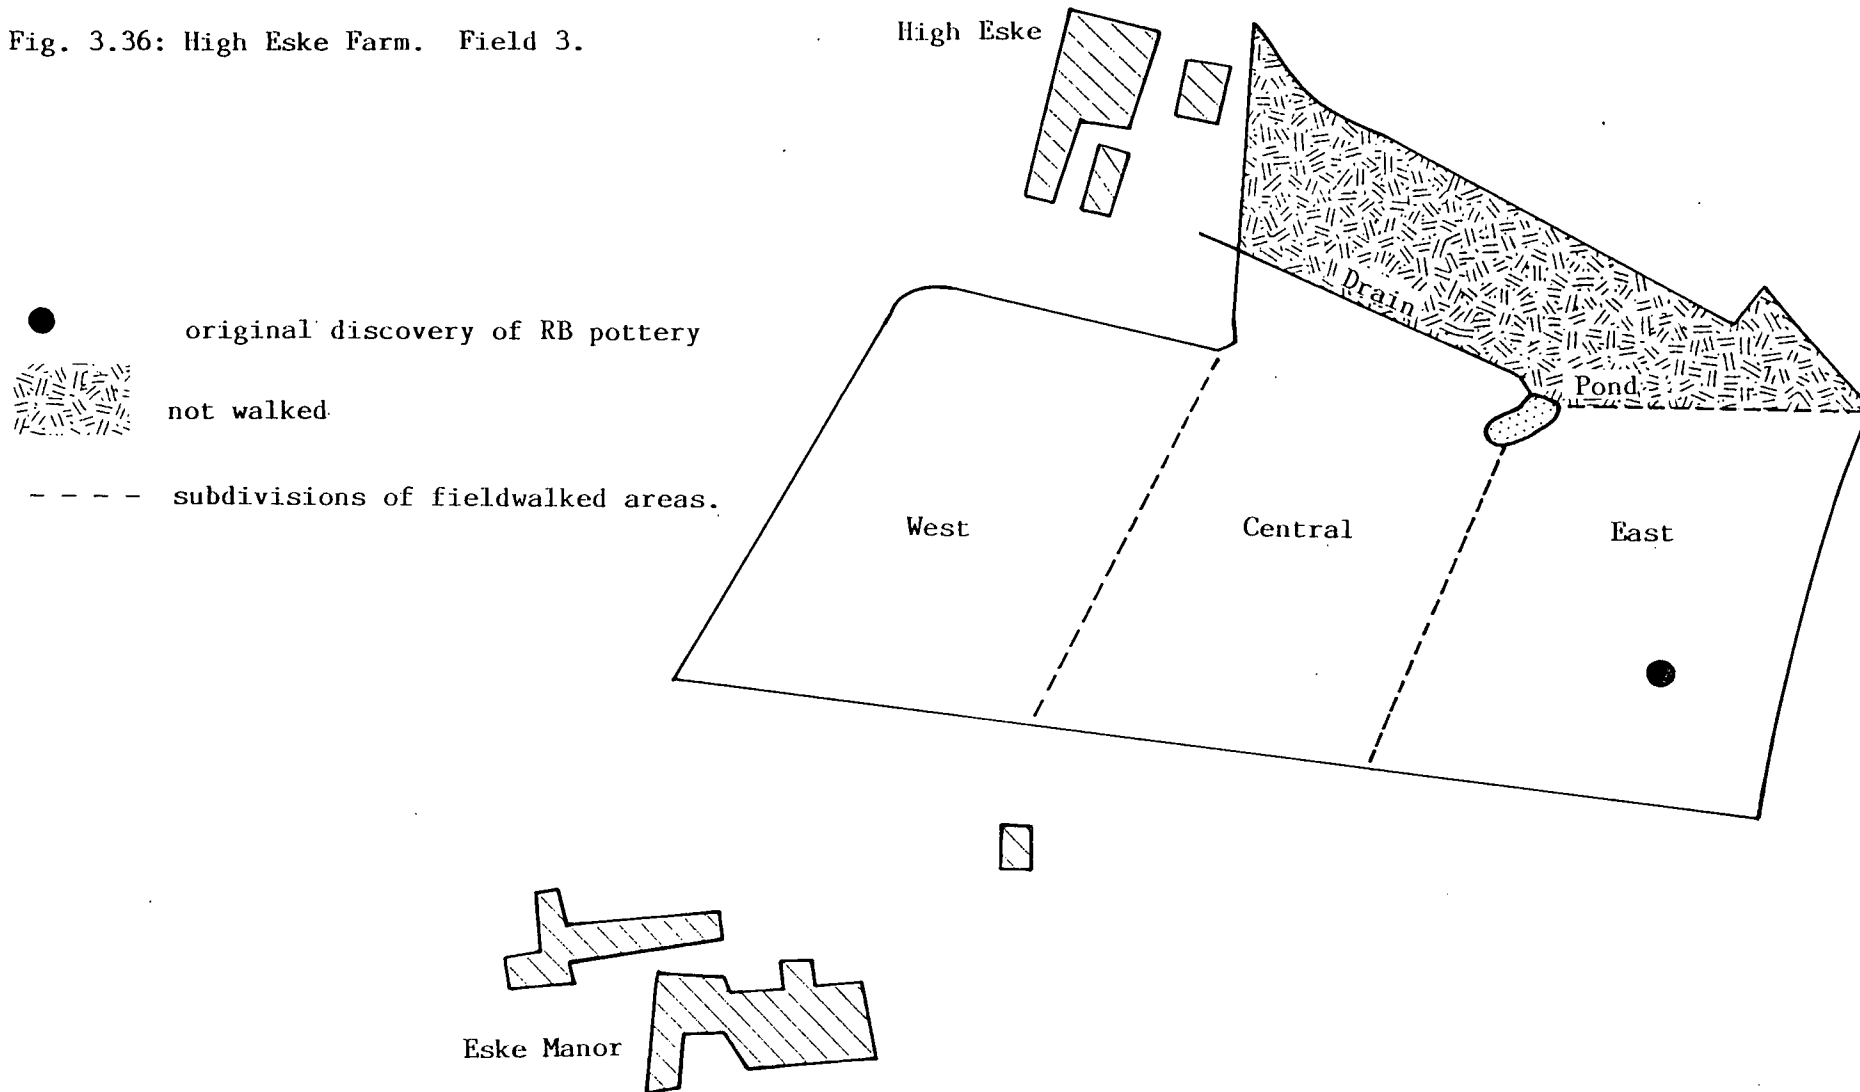 Fig. 3.36: High Eske Farm. Field 3.
High Eske
original discovery of RB pottery
not walked
subdivisions of fieldwalked areas.
Drain
Pond
West
Central
East
Eske Manor